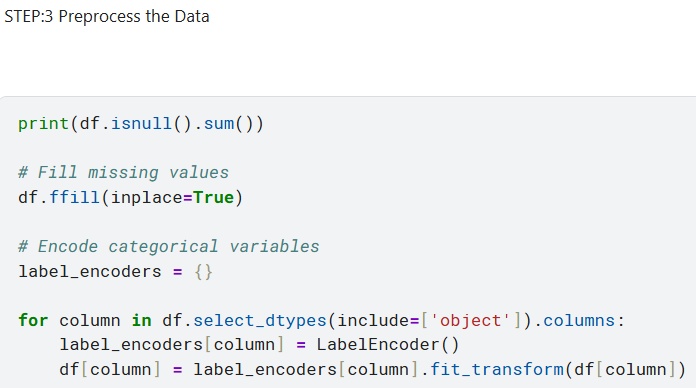 STEP:3 Preprocess the Data
print(df.isnull().sum())
# Fill missing values
df.ffill(inplace=True)
# Encode categorical variables
label_encoders = {}
for column in df.select_dtypes(include=['object']).columns:
    label_encoders[column] = LabelEncoder()
    df[column] = label_encoders[column].fit_transform(df[column])